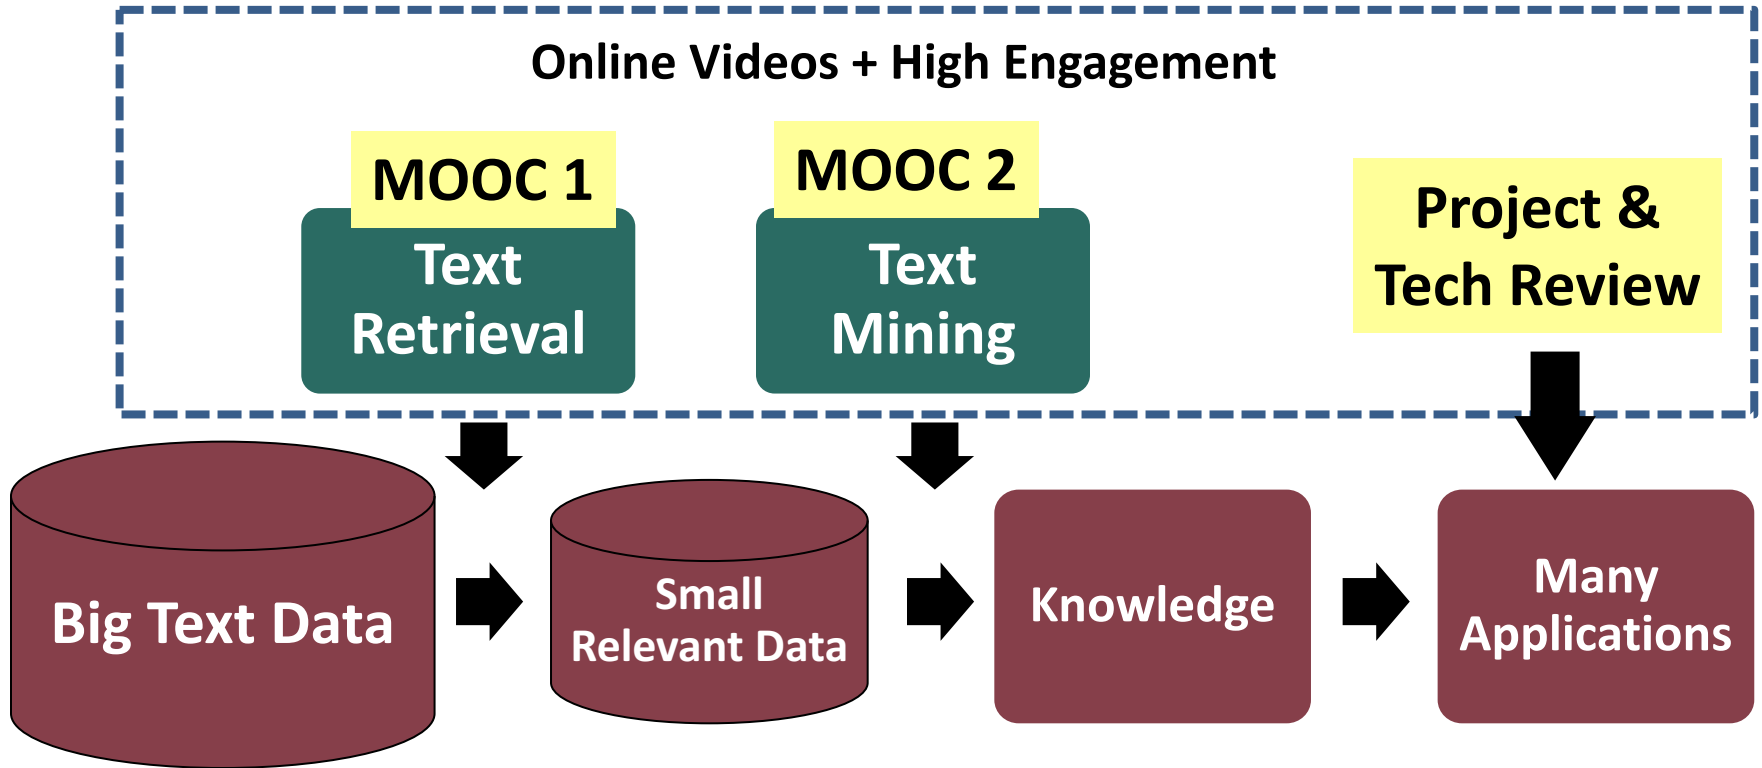 Online Videos + High Engagement
MOOC 1
Text
Retrieval
MOOC 2
Text
Mining
Project &
Tech Review
Big Text Data
Small
Relevant Data
Knowledge
Many
Applications